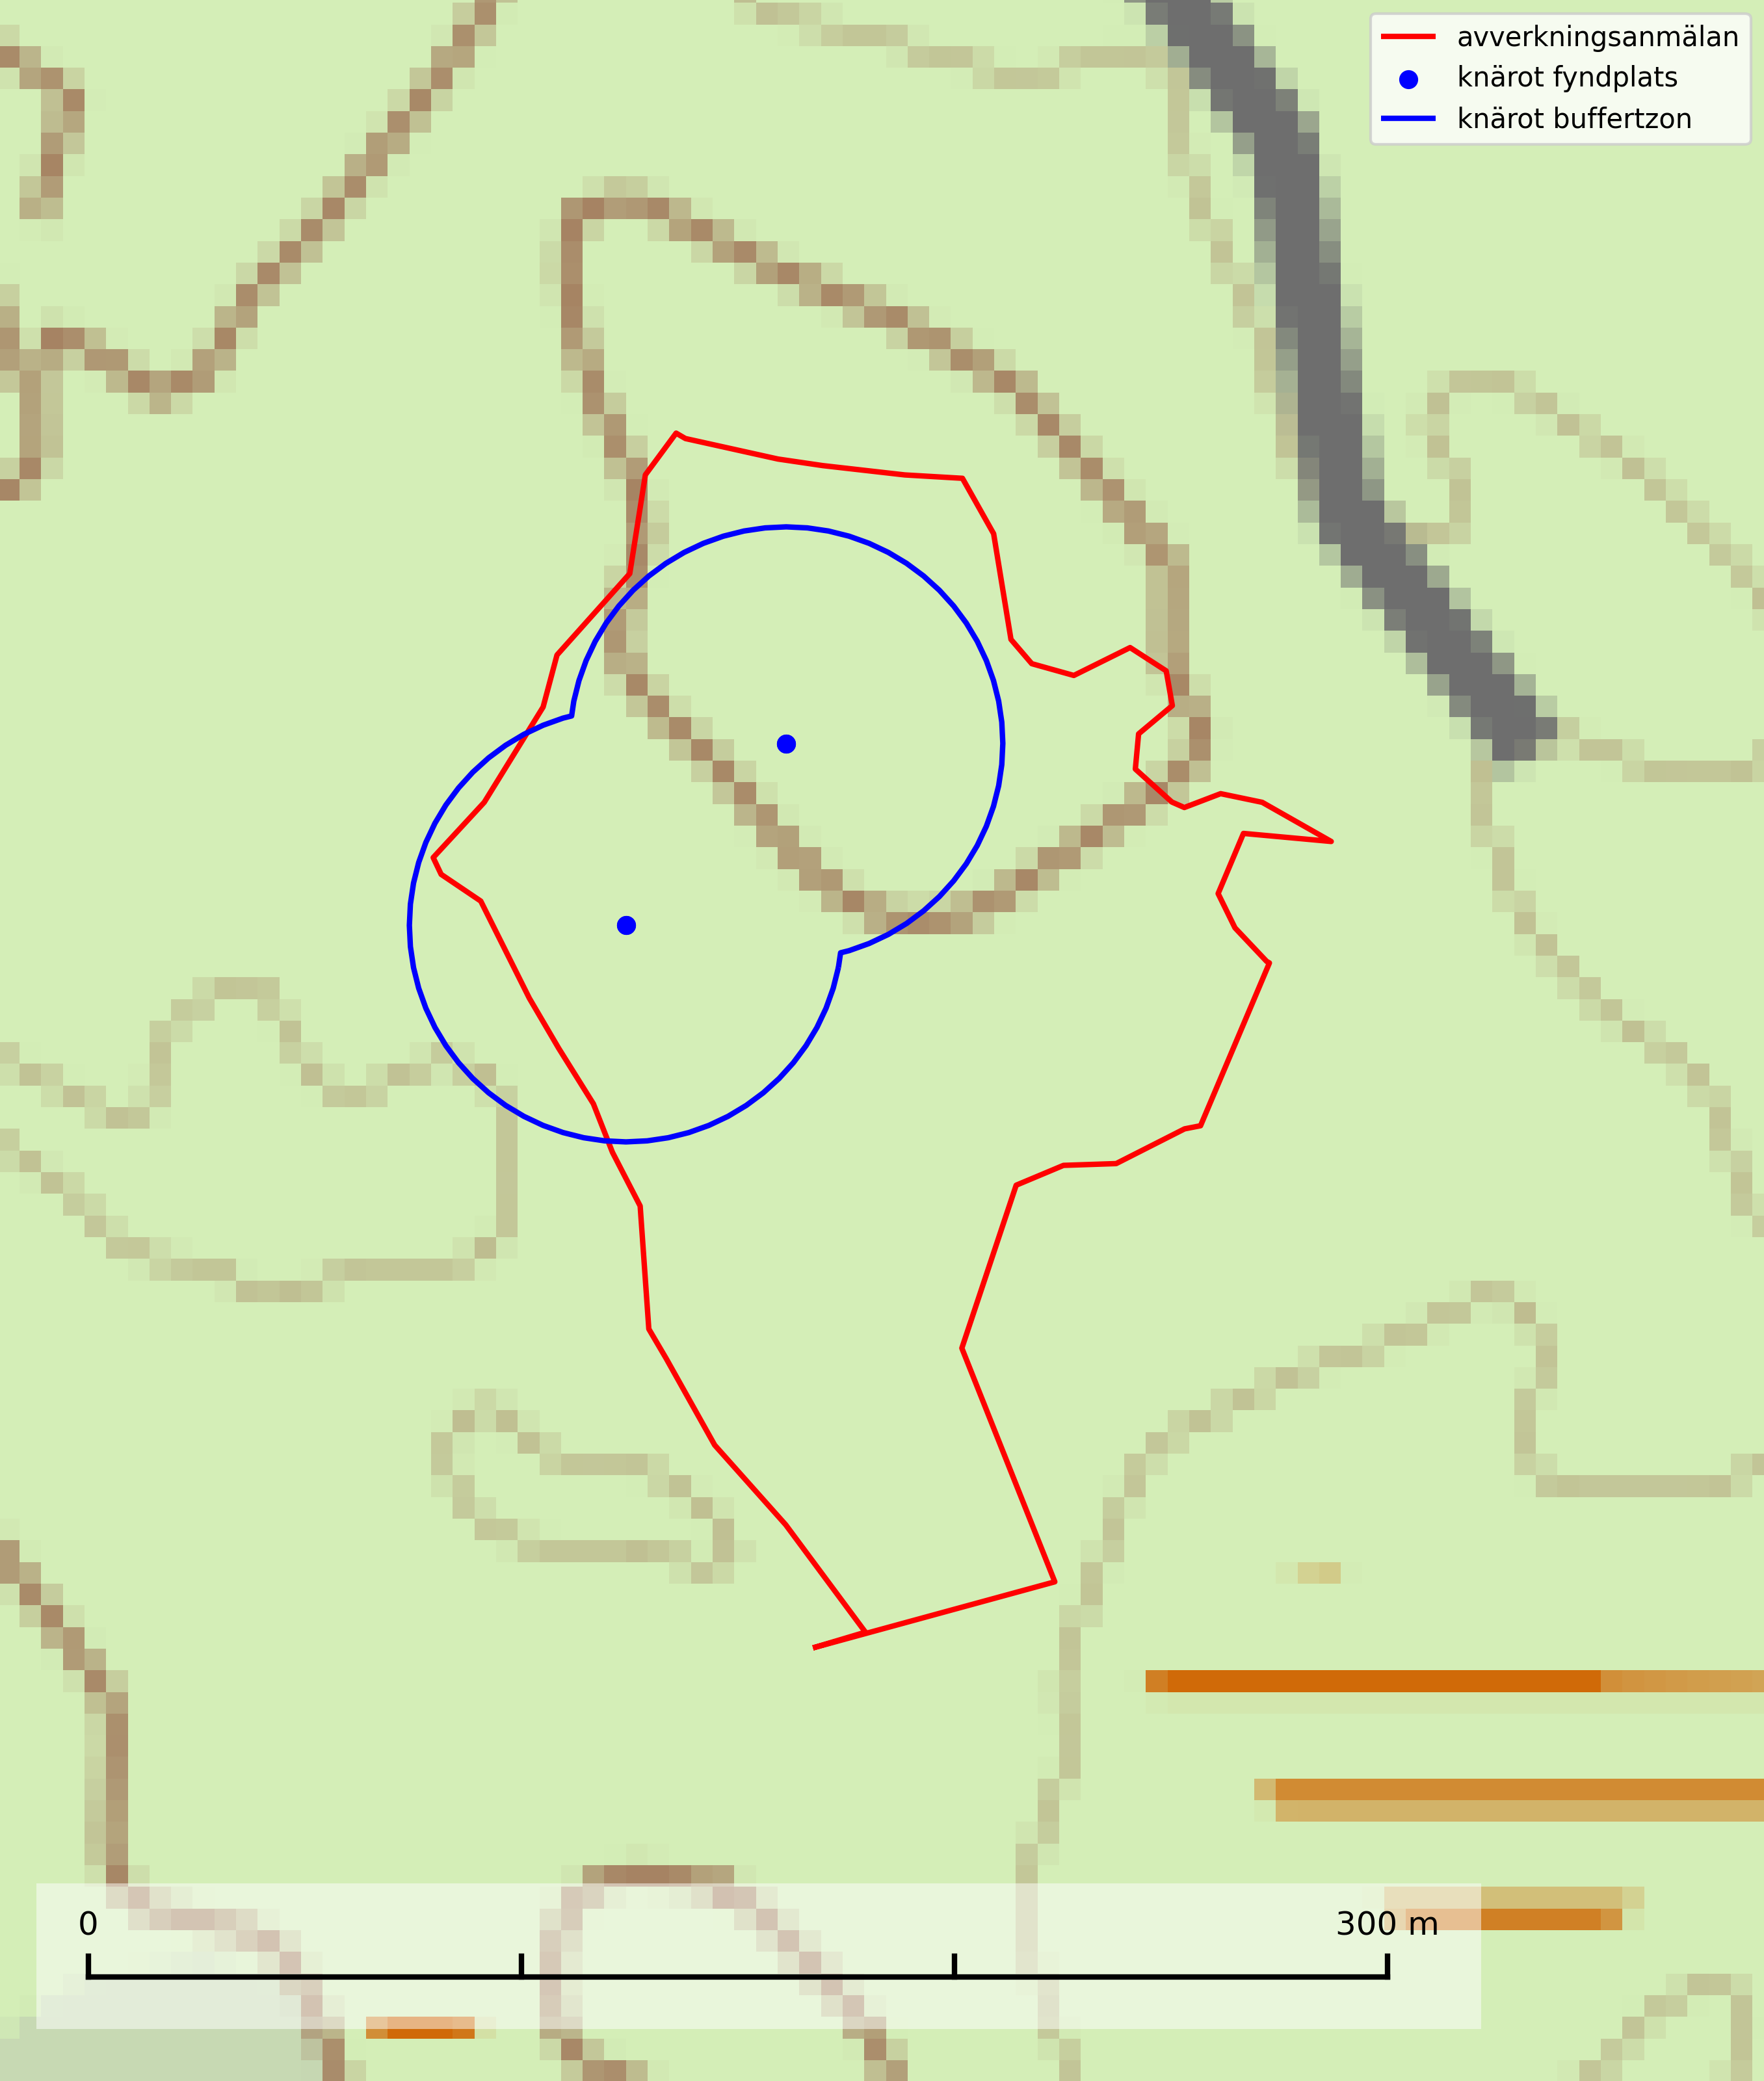 avverkningsanmälan
knärot fyndplats
knärot buffertzon
0
300 m